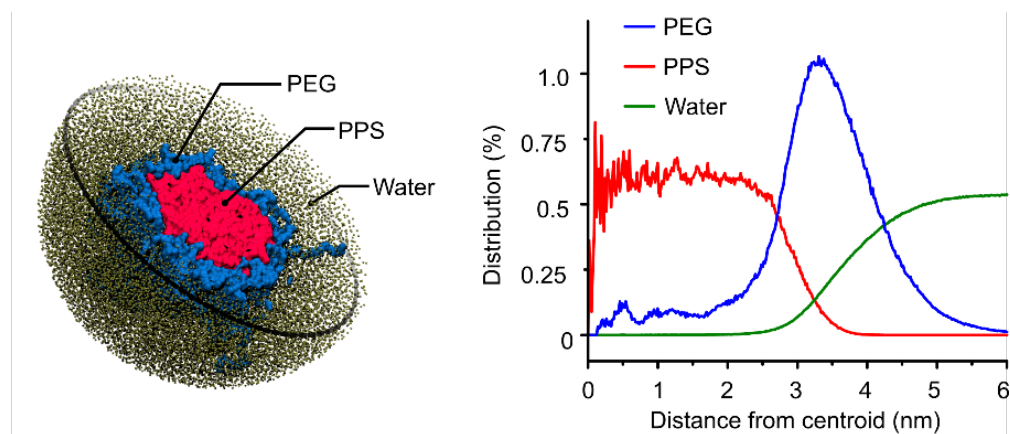 PEG
PPS
Water
PEG
PPS
Water
Distribution (%)
1.0
0.75
0.5
0.25
0
0 1 2 3 4 5 6
Distance from centroid (nm)